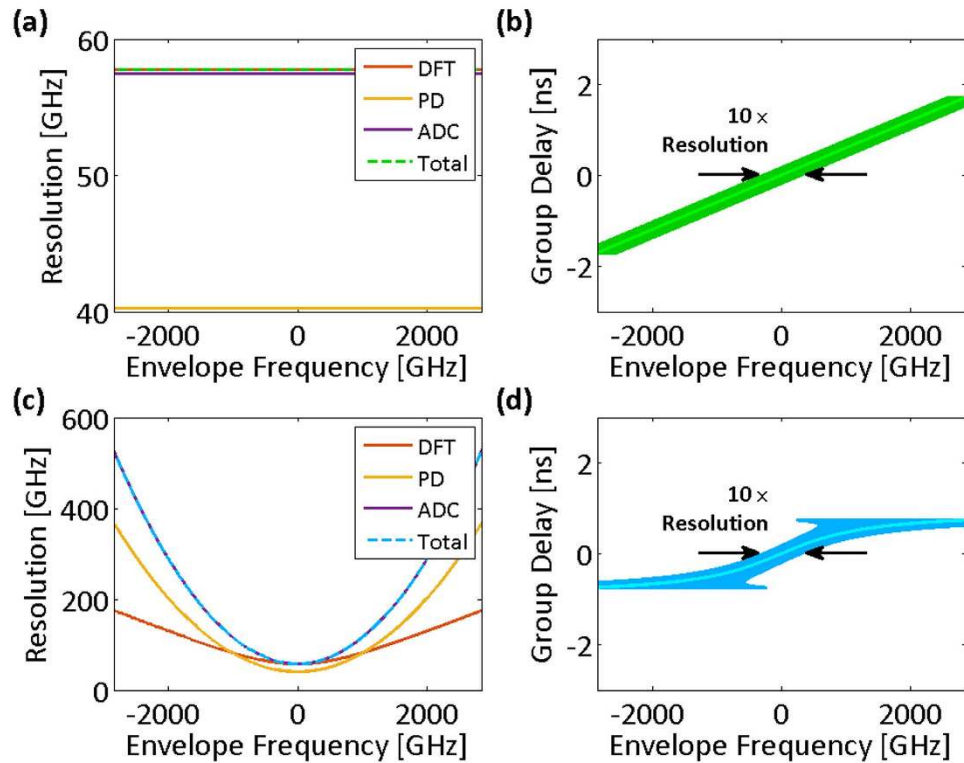 (a)
60
50
40
Resolution [GHz]
DFT
PD
ADC
Total
-2000
0
2000
Envelope Frequency [GHz]
(b)
2
0
-2
Group Delay [ns]
10 ×
Resolution
-2000
0
2000
Envelope Frequency [GHz]
(c)
600
400
200
0
Resolution [GHz]
DFT
PD
ADC
Total
-2000
0
2000
Envelope Frequency [GHz]
(d)
2
0
-2
Group Delay [ns]
10 ×
Resolution
-2000
0
2000
Envelope Frequency [GHz]